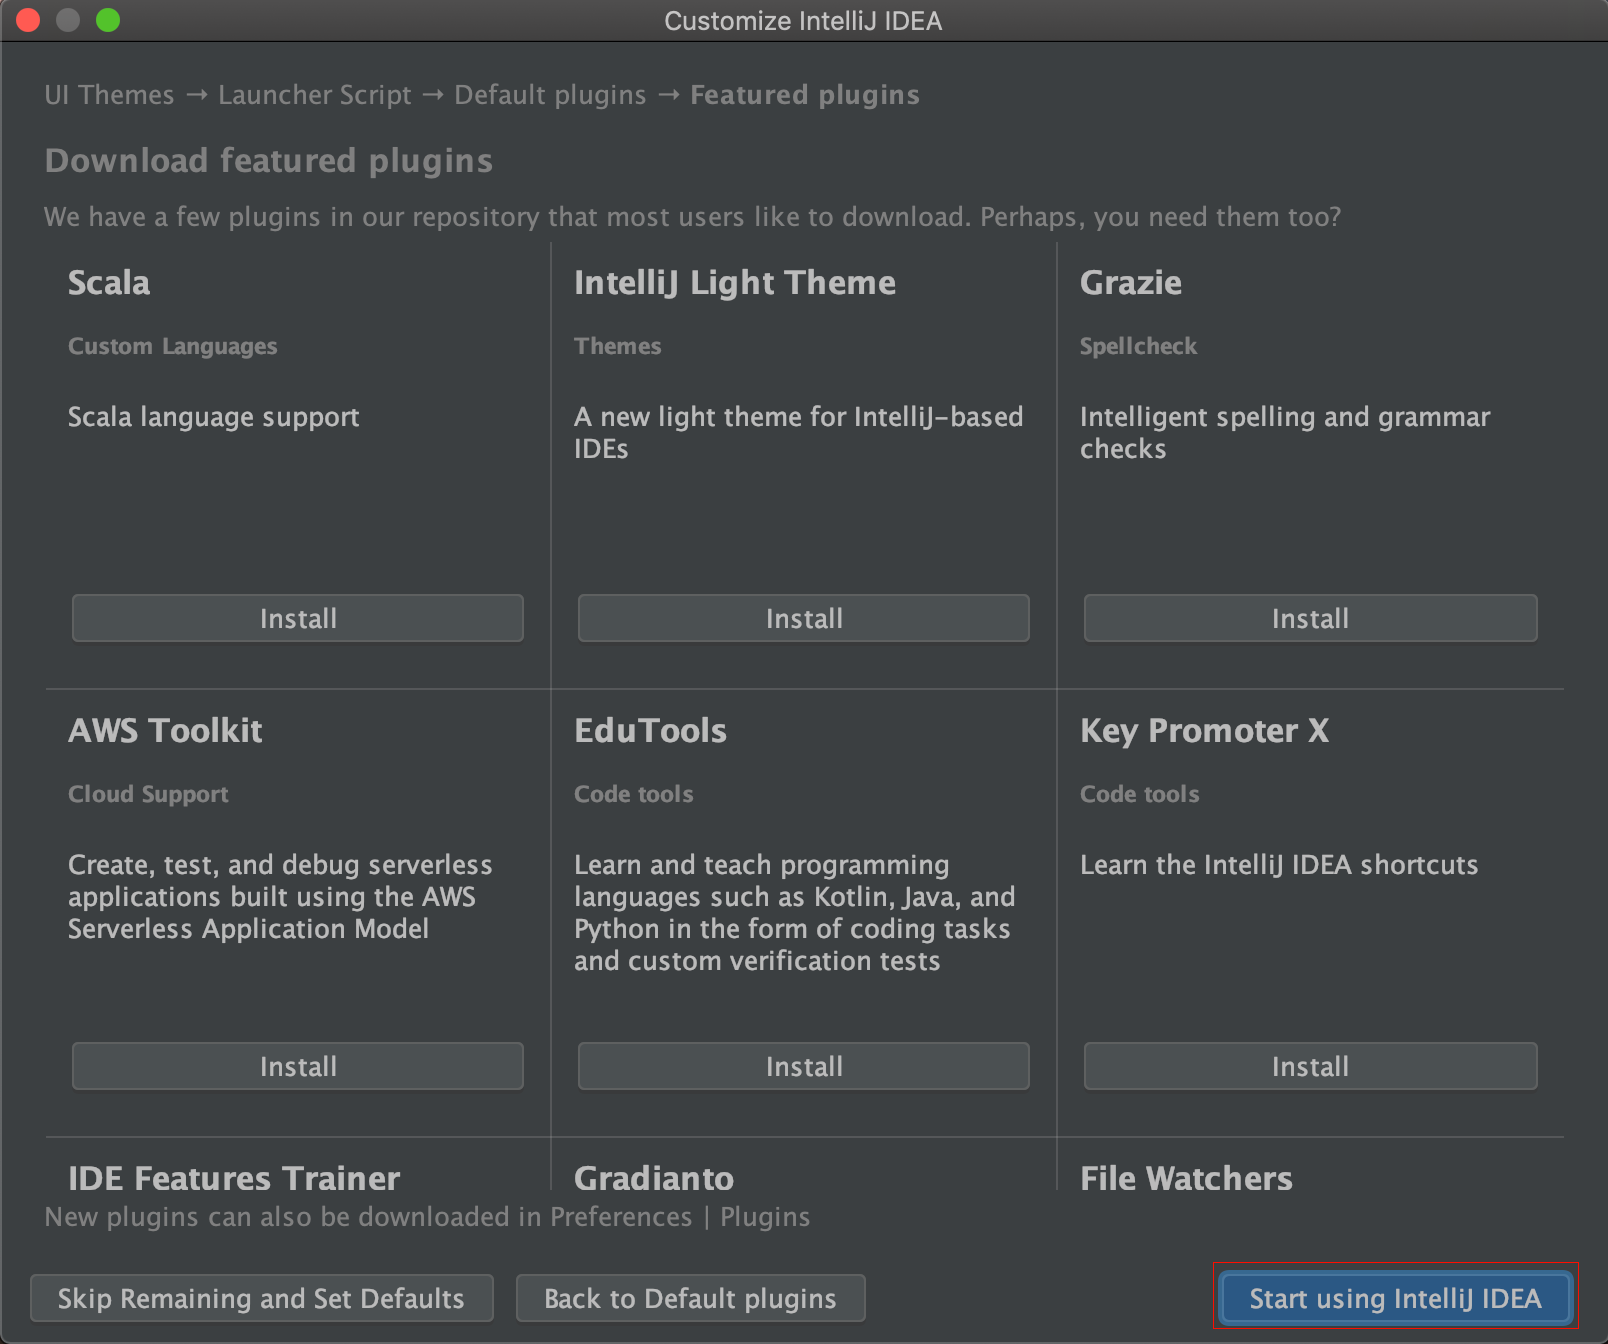 Customize IntelliJ IDEA
UI Themes → Launcher Script → Default plugins → Featured plugins
Download featured plugins
We have a few plugins in our repository that most users like to download. Perhaps, you need them too?
Scala
Custom Languages
Scala language support
Install
IntelliJ Light Theme
Themes
A new light theme for IntelliJ-based
IDEs
Install
Grazie
Spellcheck
Intelligent spelling and grammar
checks
Install
AWS Toolkit
Cloud Support
Create, test, and debug serverless
applications built using the AWS
Serverless Application Model
Install
EduTools
Code tools
Learn and teach programming
languages such as Kotlin, Java, and
Python in the form of coding tasks
and custom verification tests
Install
Key Promoter X
Code tools
Learn the IntelliJ IDEA shortcuts
Install
IDE Features Trainer
Gradianto
File Watchers
New plugins can also be downloaded in Preferences | Plugins
Skip Remaining and Set Defaults
Back to Default plugins
Start using IntelliJ IDEA